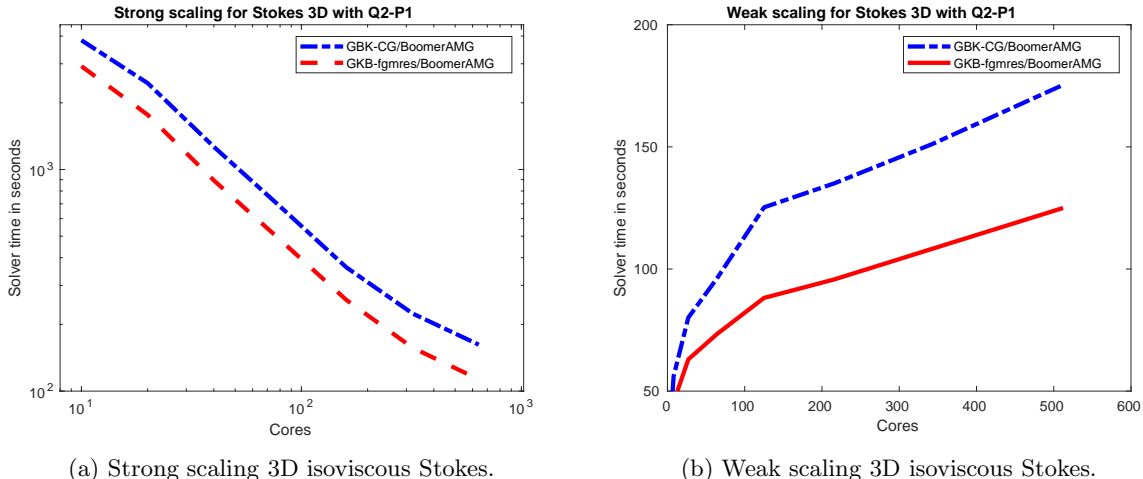 Strong scaling for Stokes 3D with Q2-P1
GBK-CG/BoomerAMG
GKB-fgmres/BoomerAMG
10^3
10^2
Solver time in seconds
10^1
10^2
10^3
Cores
(a) Strong scaling 3D isoviscous Stokes.
Weak scaling for Stokes 3D with Q2-P1
GBK-CG/BoomerAMG
GKB-fgmres/BoomerAMG
200
150
100
50
Solver time in seconds
0
100
200
300
400
500
600
Cores
(b) Weak scaling 3D isoviscous Stokes.